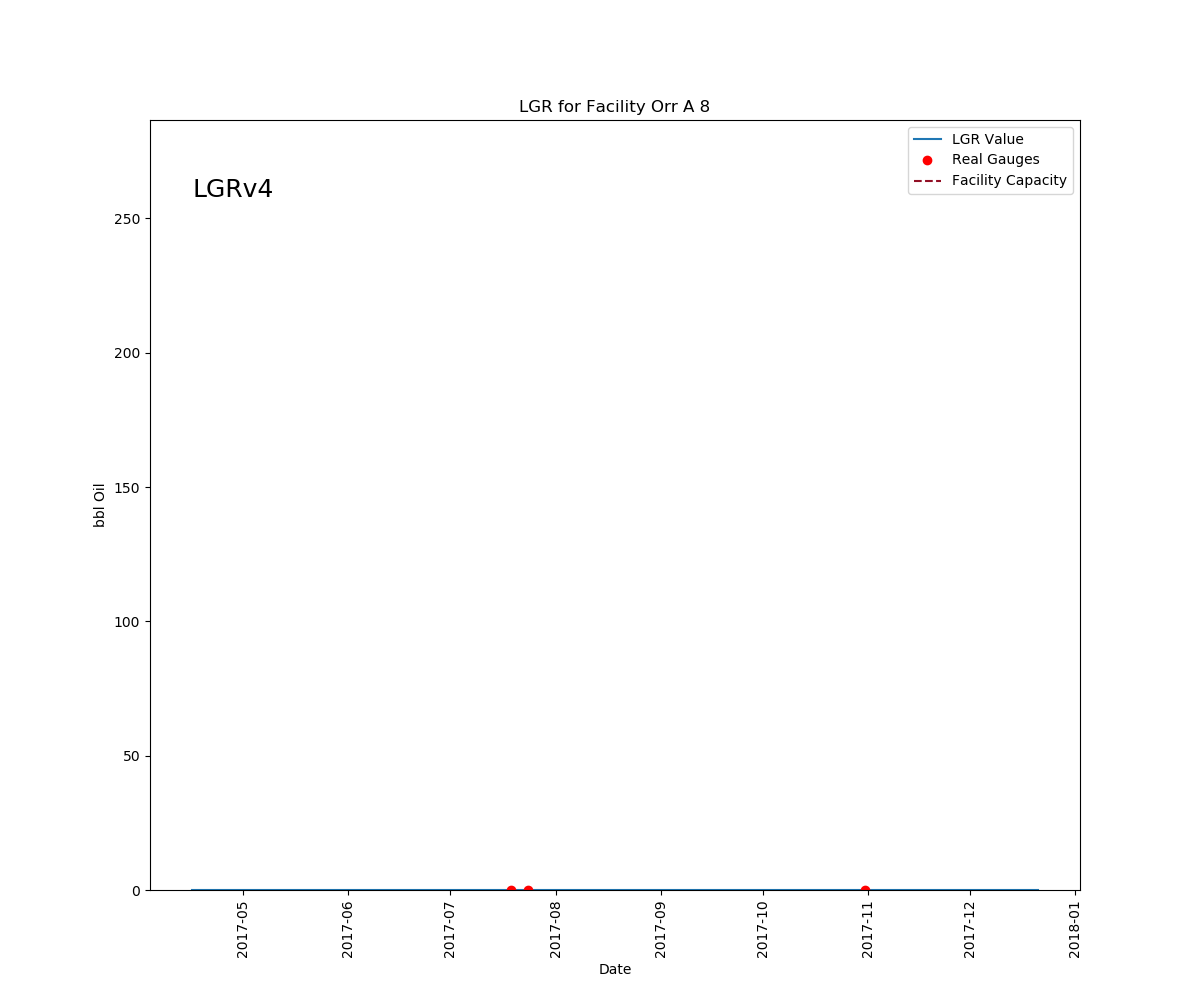 LGR for Facility Orr A 8
LGR Value
Real Gauges
Facility Capacity
LGRv4
250
200
150
100
50
0
bbl Oil
2017-05
2017-06
2017-07
2017-08
2017-09
2017-10
2017-11
2017-12
2018-01
Date